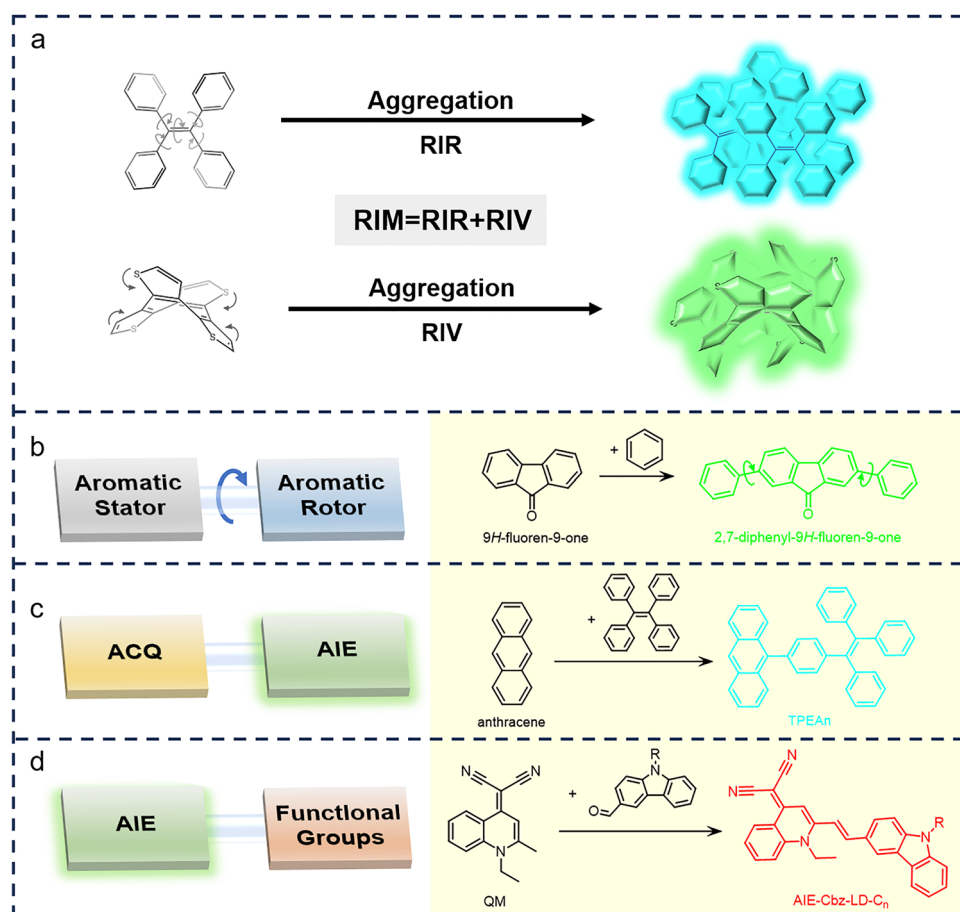 a
Aggregation
RIR
RIM=RIR+RIV
S
S
S
S
Aggregation
RIV
S
S
S
S
b
Aromatic
Stator
Aromatic
Rotor
+
O
9H-fluoren-9-one
O
2,7-diphenyl-9H-fluoren-9-one
c
ACQ
AIE
+
anthracene
TPEAn
d
AIE
Functional
Groups
N
N
N
QM
+
R
N
O
N
N
N
R
N
AIE-Cbz-LD-Cn